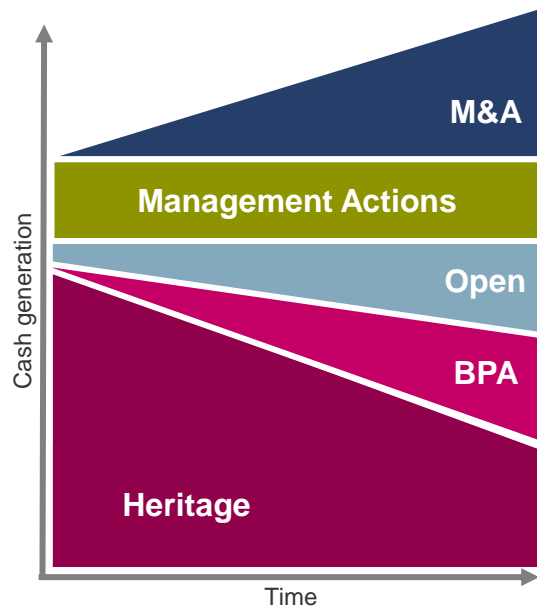 M&A
Management Actions
Open
BPA
Heritage
Cash generation
Time